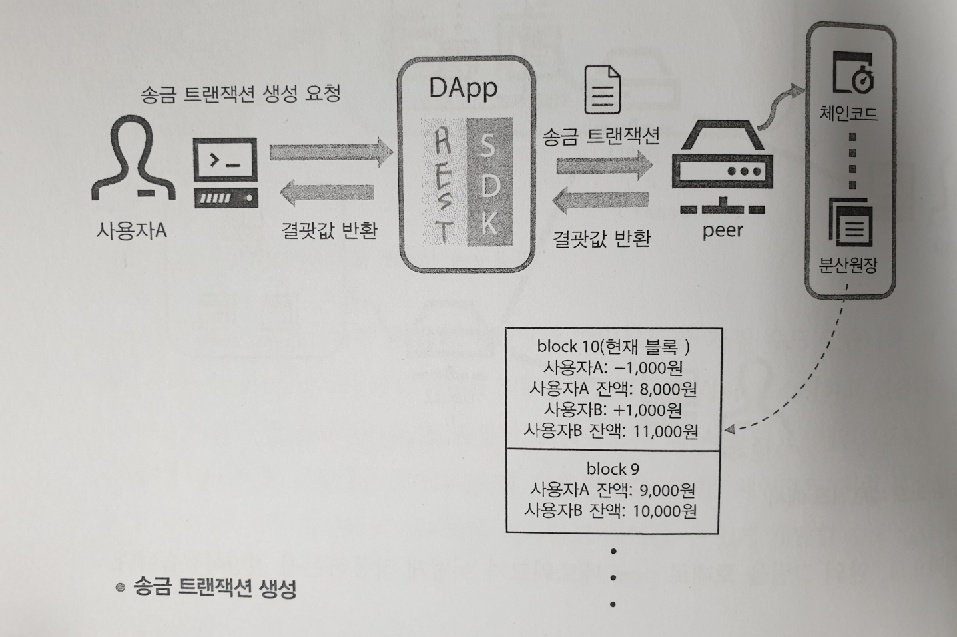 송금 트랜잭션 생성 요청
사용자A
결괏값 반환
DApp
REST
SDK
송금 트랜잭션
결괏값 반환
peer
체인코드
분산원장
block 10(현재 블록 )
사용자A: −1,000원
사용자A 잔액: 8,000원
사용자B: +1,000원
사용자B 잔액: 11,000원
block 9
사용자A 잔액: 9,000원
사용자B 잔액: 10,000원
송금 트랜잭션 생성